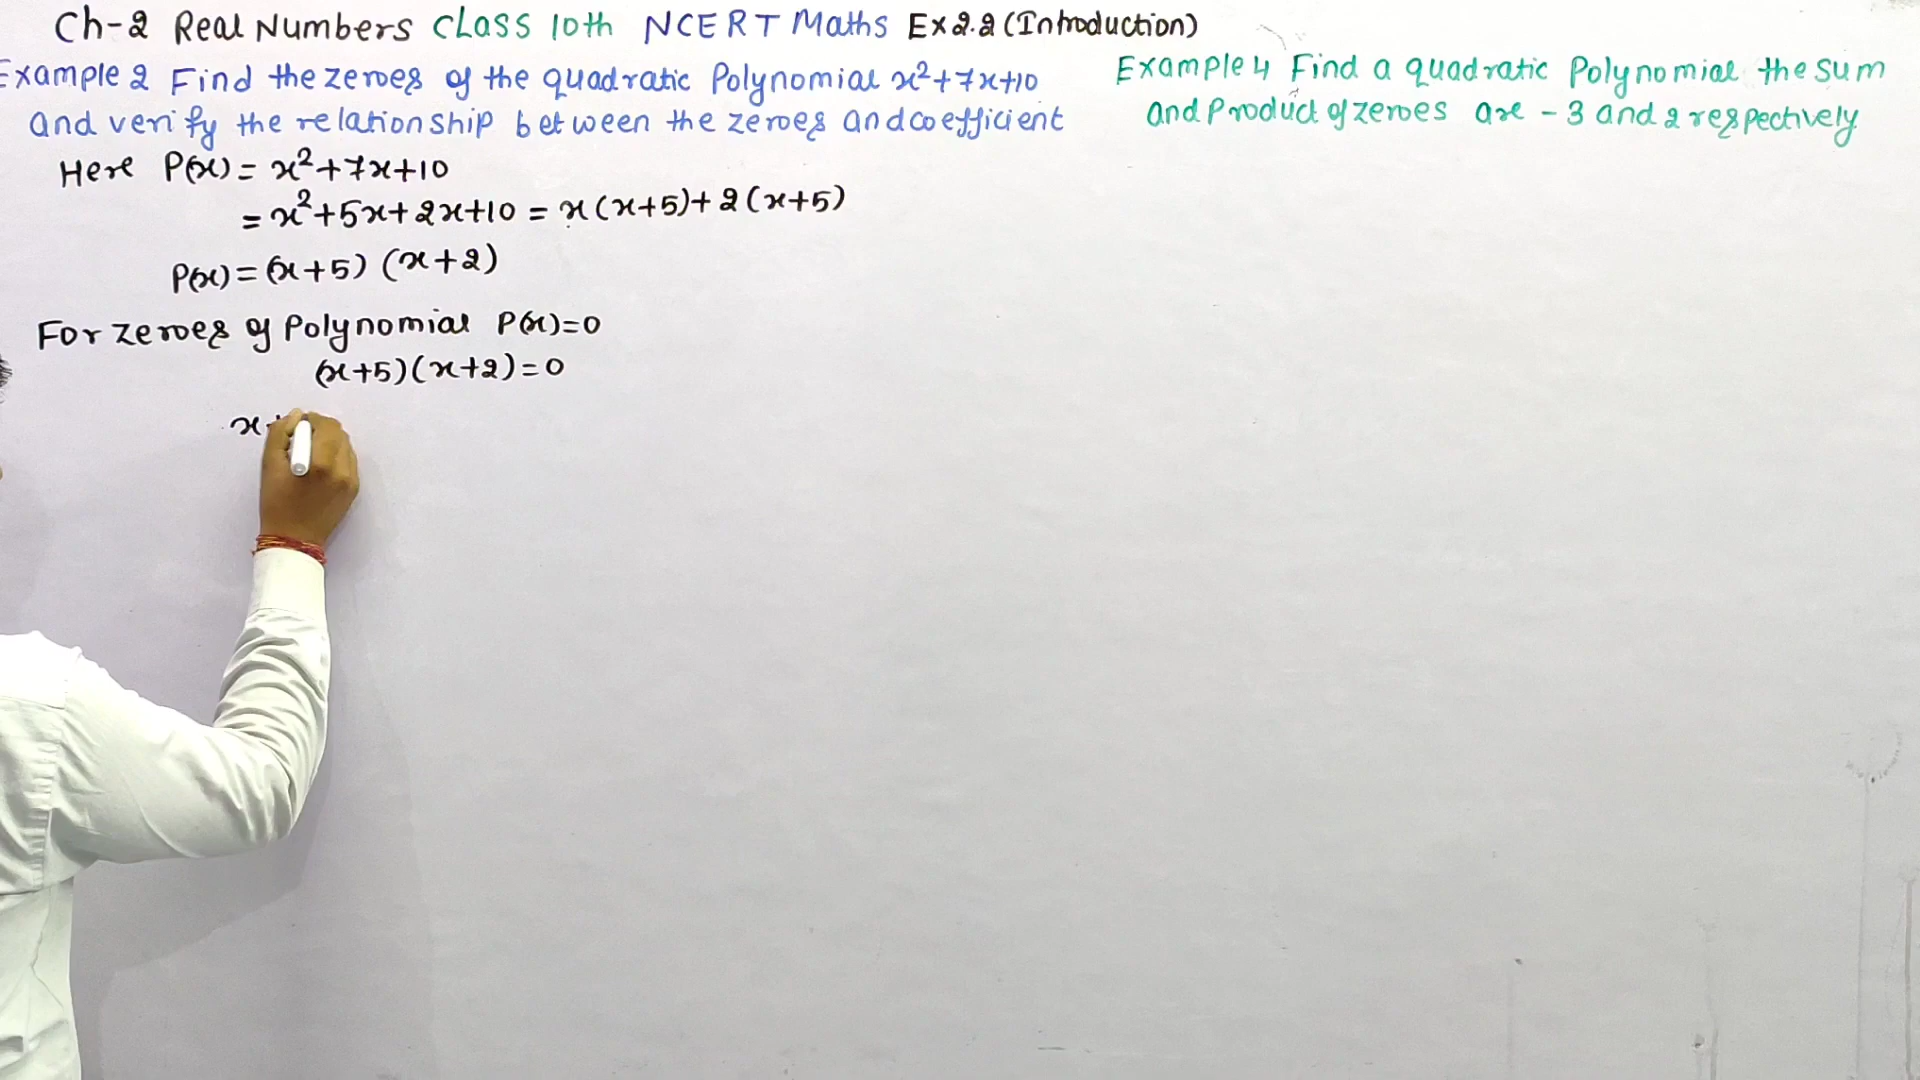 Ch-2 Real Numbers CLass 10th NCERT Maths Ex2.2 (Introduction)
Example 2 Find the zeroes of the quadratic Polynomial x²+7x+10
and verify the relationship between the zeroes and coefficient
Here P(x) = x²+7x+10
= x²+5x+2x+10 = x(x+5)+2(x+5)
P(x) = (x+5) (x+2)
For zeroes of Polynomial P(x)=0
(x+5)(x+2)=0
x+
Example 4 Find a quadratic Polynomial the sum
and Product of zeroes are -3 and 2 respectively